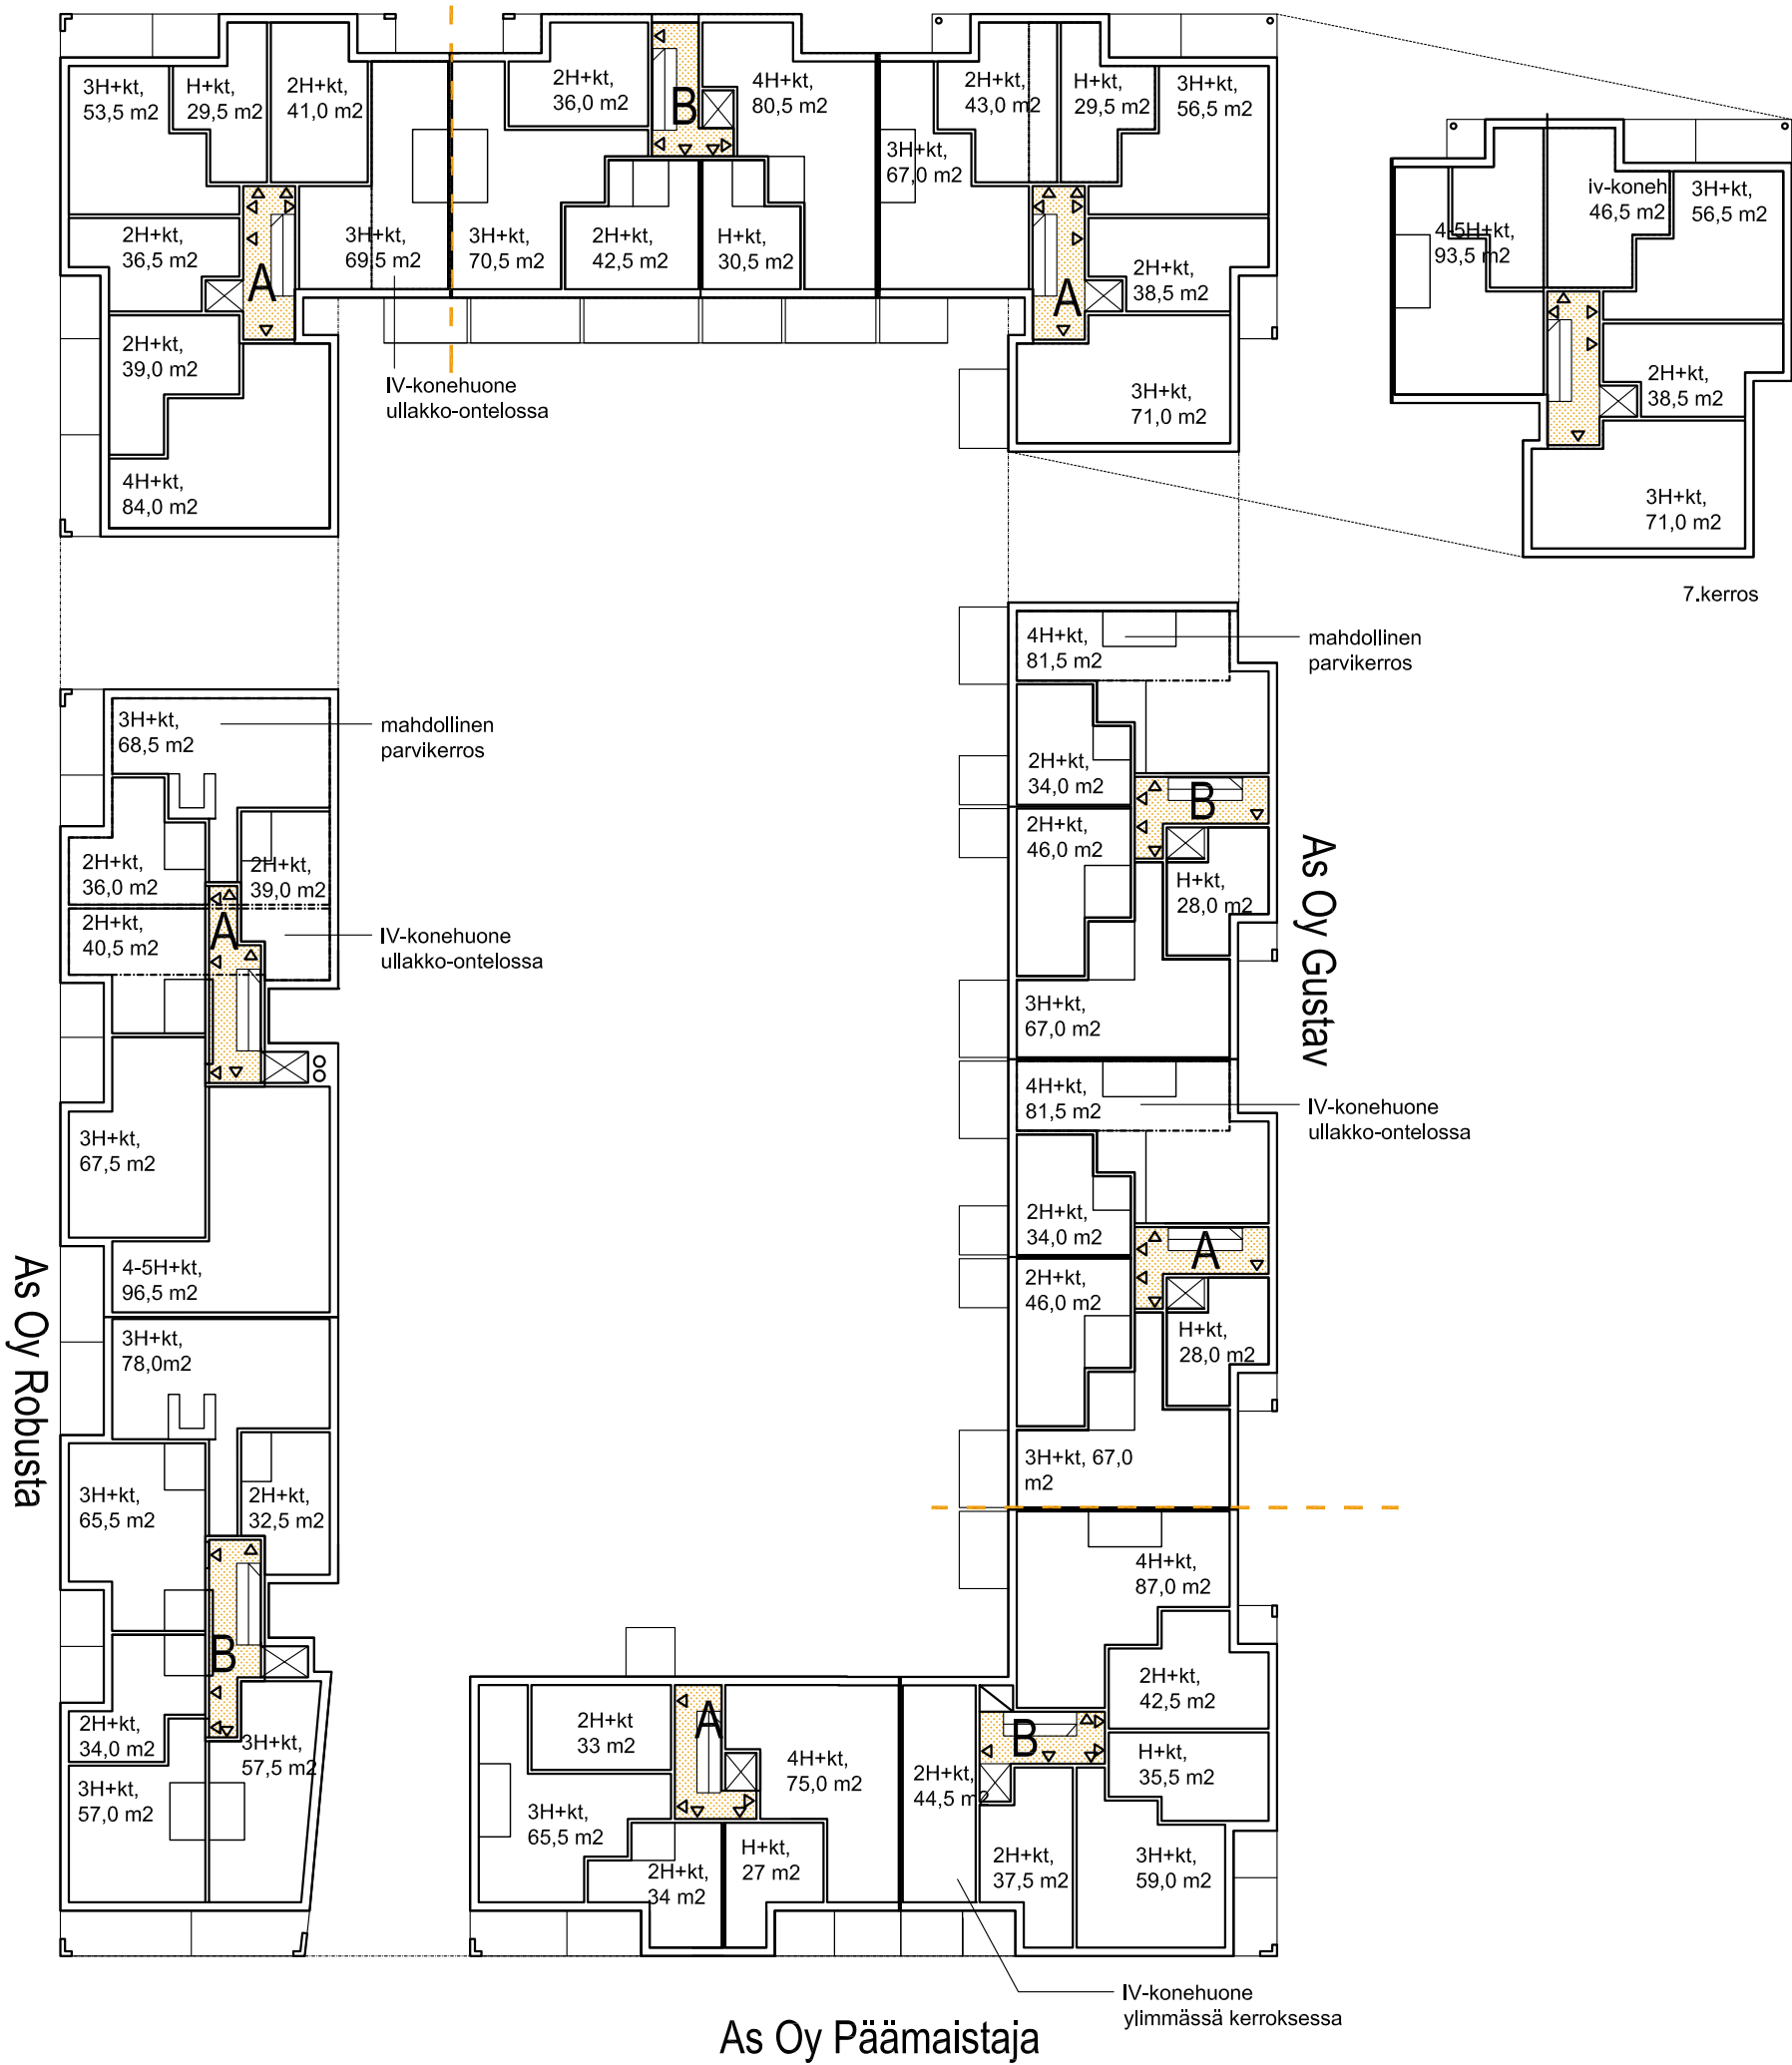 3H+kt,
53,5 m2
H+kt,
29,5 m2
2H+kt,
41,0 m2
2H+kt,
36,5 m2
A
3H+kt,
69,5 m2
2H+kt,
39,0 m2
4H+kt,
84,0 m2
IV-konehuone
ullakko-ontelossa
2H+kt,
36,0 m2
B
4H+kt,
80,5 m2
3H+kt,
70,5 m2
2H+kt,
42,5 m2
H+kt,
30,5 m2
2H+kt,
43,0 m2
H+kt,
29,5 m2
3H+kt,
56,5 m2
3H+kt,
67,0 m2
A
2H+kt,
38,5 m2
3H+kt,
71,0 m2
iv-koneh
46,5 m2
3H+kt,
56,5 m2
4-5H+kt,
93,5 m2
2H+kt,
38,5 m2
3H+kt,
71,0 m2
7.kerros
3H+kt,
68,5 m2
mahdollinen
parvikerros
2H+kt,
36,0 m2
2H+kt,
39,0 m2
2H+kt,
40,5 m2
A
IV-konehuone
ullakko-ontelossa
3H+kt,
67,5 m2
4-5H+kt,
96,5 m2
As Oy Robusta
3H+kt,
78,0m2
3H+kt,
65,5 m2
2H+kt,
32,5 m2
B
2H+kt,
34,0 m2
3H+kt,
57,5 m2
3H+kt,
57,0 m2
4H+kt,
81,5 m2
mahdollinen
parvikerros
2H+kt,
34,0 m2
B
2H+kt,
46,0 m2
H+kt,
28,0 m2
As Oy Gustav
3H+kt,
67,0 m2
4H+kt,
81,5 m2
IV-konehuone
ullakko-ontelossa
2H+kt,
34,0 m2
A
2H+kt,
46,0 m2
H+kt,
28,0 m2
3H+kt, 67,0
m2
4H+kt,
87,0 m2
2H+kt,
42,5 m2
2H+kt
33 m2
A
4H+kt,
75,0 m2
3H+kt,
65,5 m2
2H+kt,
34 m2
H+kt,
27 m2
B
2H+kt,
44,5 m2
H+kt,
35,5 m2
2H+kt,
37,5 m2
3H+kt,
59,0 m2
IV-konehuone
ylimmässä kerroksessa
As Oy Päämaistaja